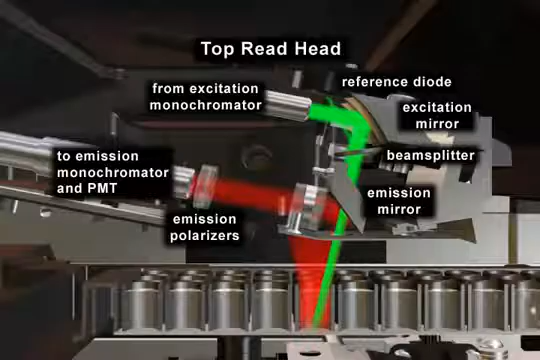 Top Read Head
from excitation
monochromator
reference diode
excitation
mirror
to emission
monochromator
and PMT
beamsplitter
emission
polarizers
emission
mirror